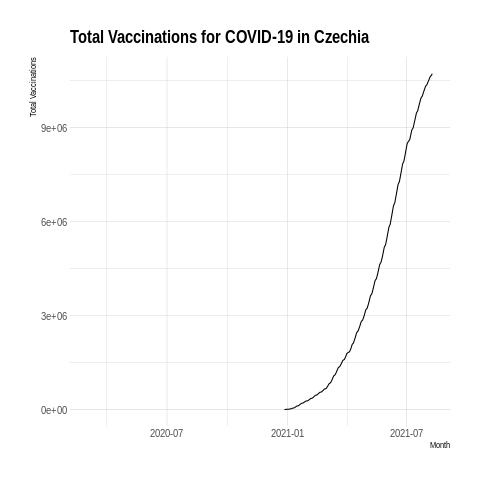 Total Vaccinations for COVID-19 in Czechia
Total Vaccinations
9e+06
6e+06
3e+06
0e+00
2020-07
2021-01
2021-07
Month